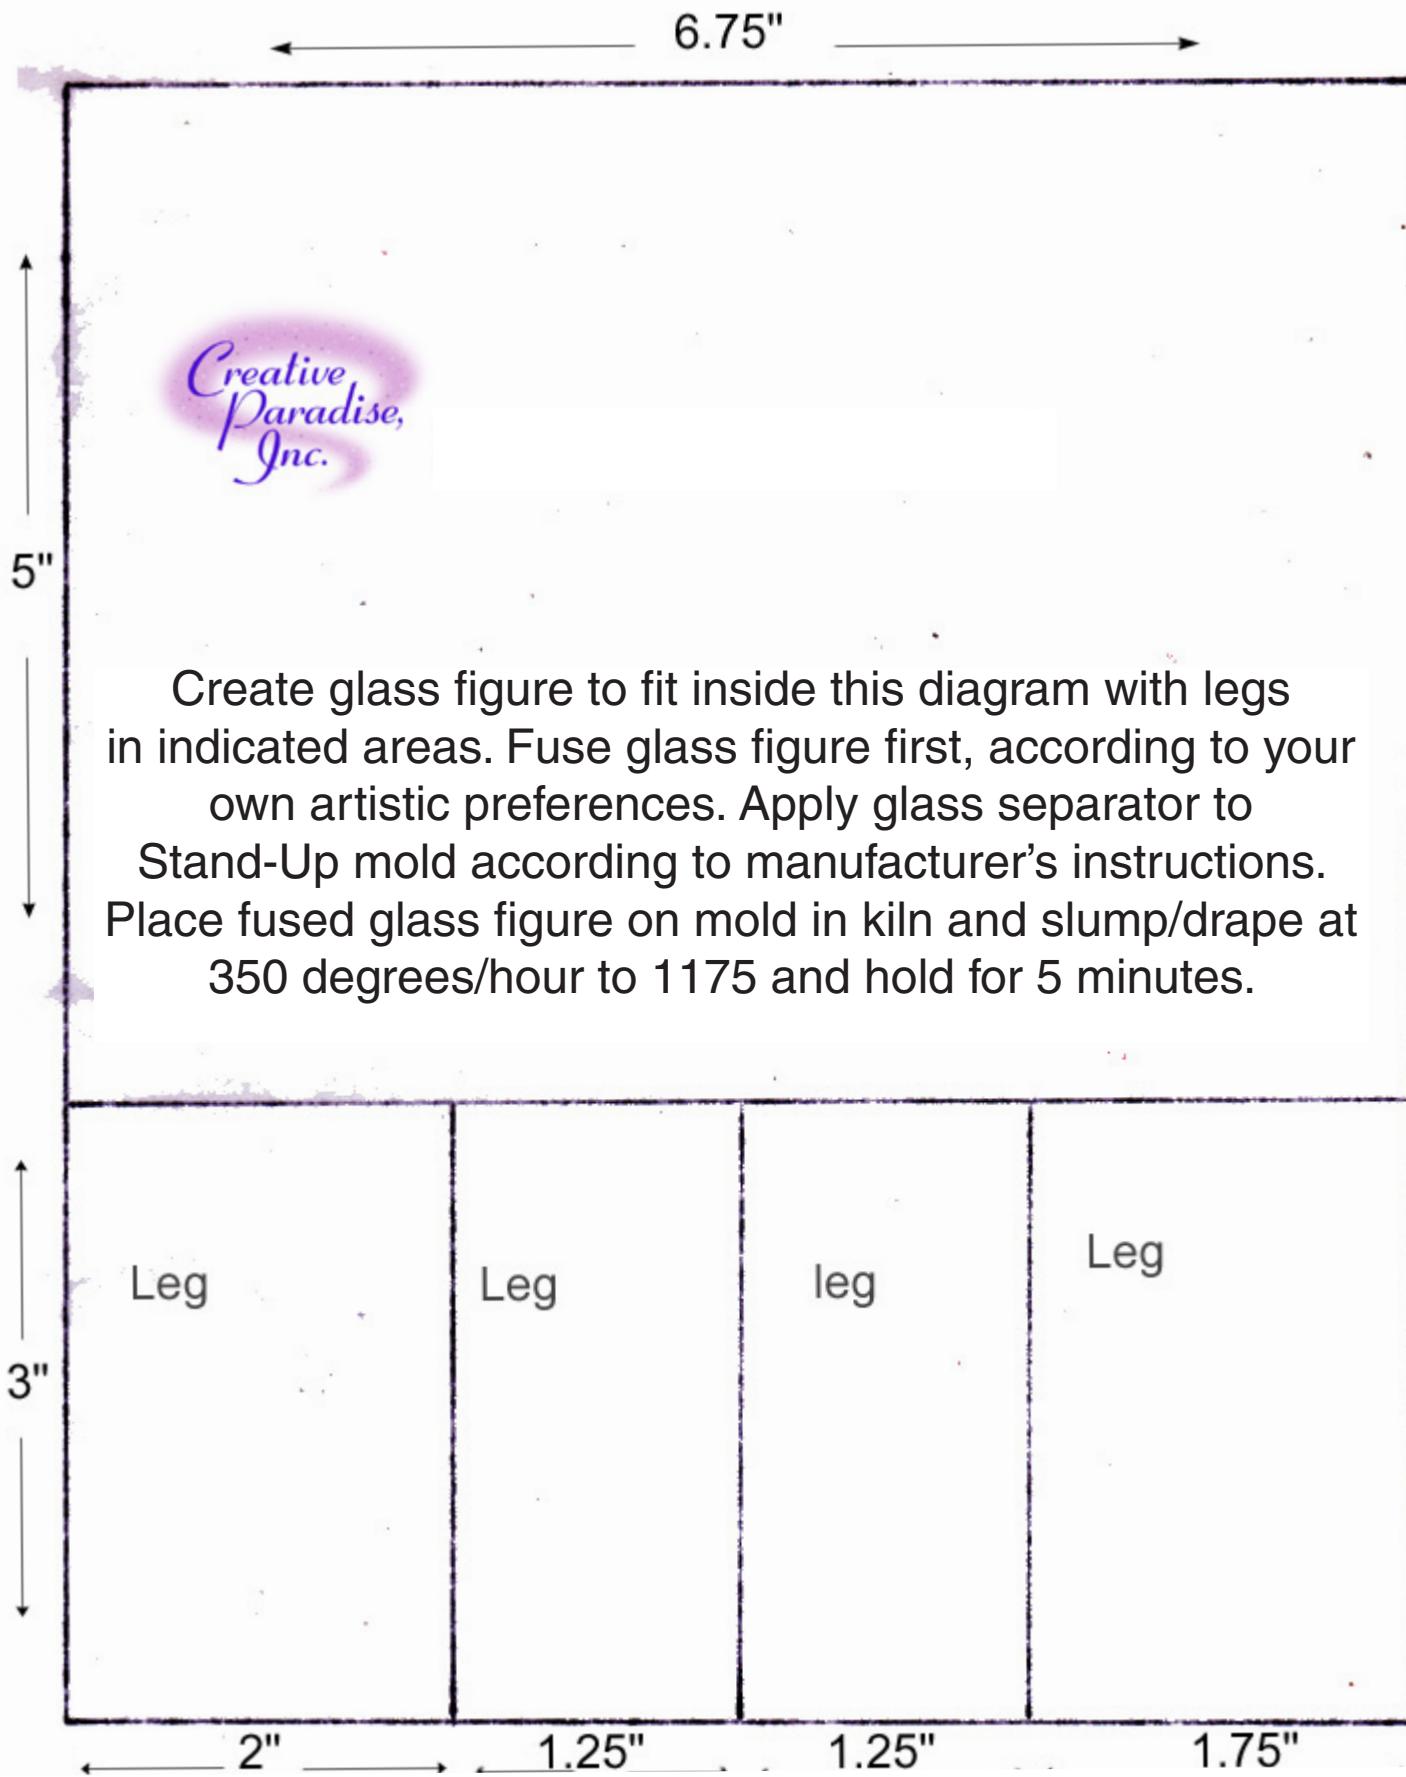 6.75"
Creative
Paradise,
Inc.
5"
Create glass figure to fit inside this diagram with legs
in indicated areas. Fuse glass figure first, according to your
own artistic preferences. Apply glass separator to
Stand-Up mold according to manufacturer’s instructions.
Place fused glass figure on mold in kiln and slump/drape at
350 degrees/hour to 1175 and hold for 5 minutes.
Leg Leg leg Leg
3"
2" 1.25" 1.25" 1.75"